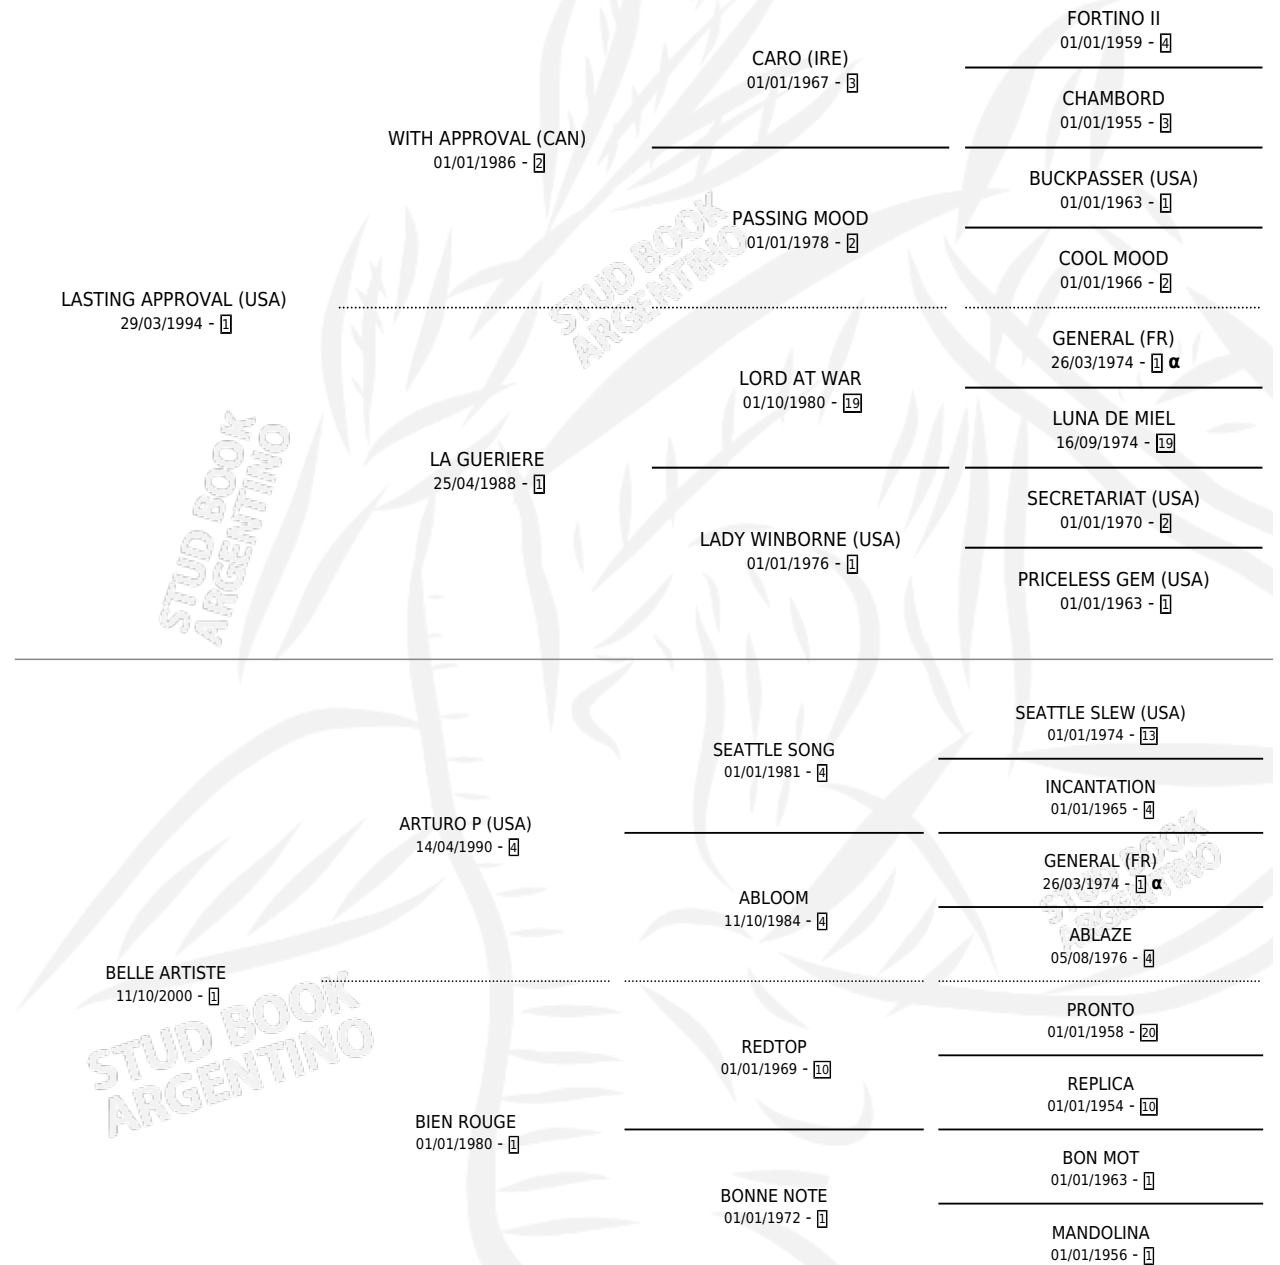 FORTINO II
01/01/1959 - 4
CARO (IRE)
01/01/1967 - 3
CHAMBORD
01/01/1955 - 3
WITH APPROVAL (CAN)
01/01/1986 - 2
BUCKPASSER (USA)
01/01/1963 - 1
PASSING MOOD
01/01/1978 - 2
COOL MOOD
01/01/1966 - 2
LASTING APPROVAL (USA)
29/03/1994 - 1
GENERAL (FR)
26/03/1974 - 1 α
LORD AT WAR
01/10/1980 - 19
LUNA DE MIEL
16/09/1974 - 19
LA GUERIERE
25/04/1988 - 1
SECRETARIAT (USA)
01/01/1970 - 2
LADY WINBORNE (USA)
01/01/1976 - 1
PRICELESS GEM (USA)
01/01/1963 - 1
SEATTLE SLEW (USA)
01/01/1974 - 13
SEATTLE SONG
01/01/1981 - 4
INCANTATION
01/01/1965 - 4
ARTURO P (USA)
14/04/1990 - 4
GENERAL (FR)
26/03/1974 - 1 α
ABLOOM
11/10/1984 - 4
ABLAZE
05/08/1976 - 4
BELLE ARTISTE
11/10/2000 - 1
PRONTO
01/01/1958 - 20
REDTOP
01/01/1969 - 10
REPLICA
01/01/1954 - 10
BIEN ROUGE
01/01/1980 - 1
BON MOT
01/01/1963 - 1
BONNE NOTE
01/01/1972 - 1
MANDOLINA
01/01/1956 - 1
STUD BOOK
ARGENTINO
STUD BOOK
ARGENTINO
STUD BOOK
ARGENTINO
STUD BOOK
ARGENTINO